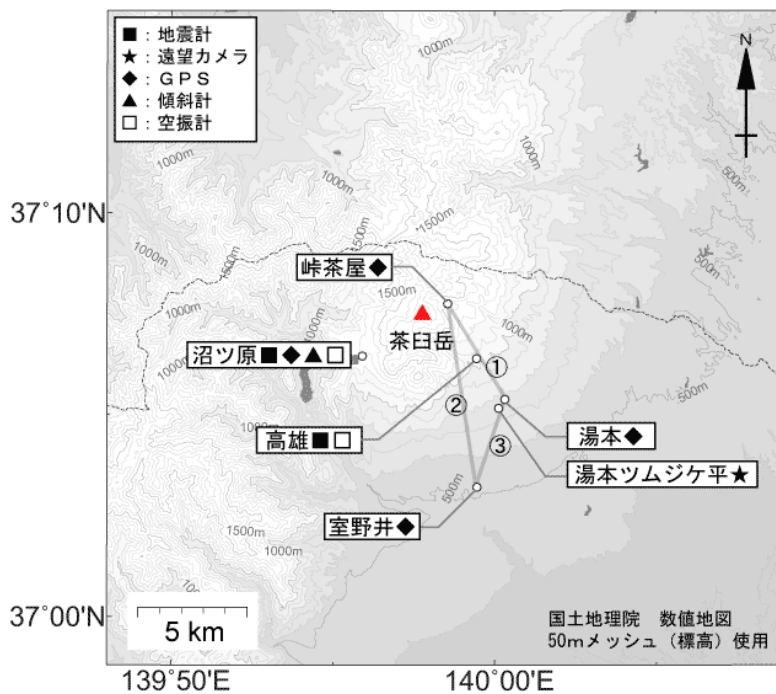 ■：地震計
★：遠望カメラ
◆：ＧＰＳ
▲：傾斜計
□：空振計
N
1000m
1000m
1000m
1000m
500m
1000m
1500m
*1500m
37°10'N
1000m
1500m
500m
峠茶屋◆
1500m
1000m
1000m
茶臼岳
沼ツ原■◆▲□
①
500m
②
1000m
高雄■□
③
湯本◆
湯本ツムジケ平★
500m
室野井◆
1500m
1000m
37°00'N
5 km
国土地理院 数値地図
50mメッシュ（標高）使用
139°50'E
140°00'E